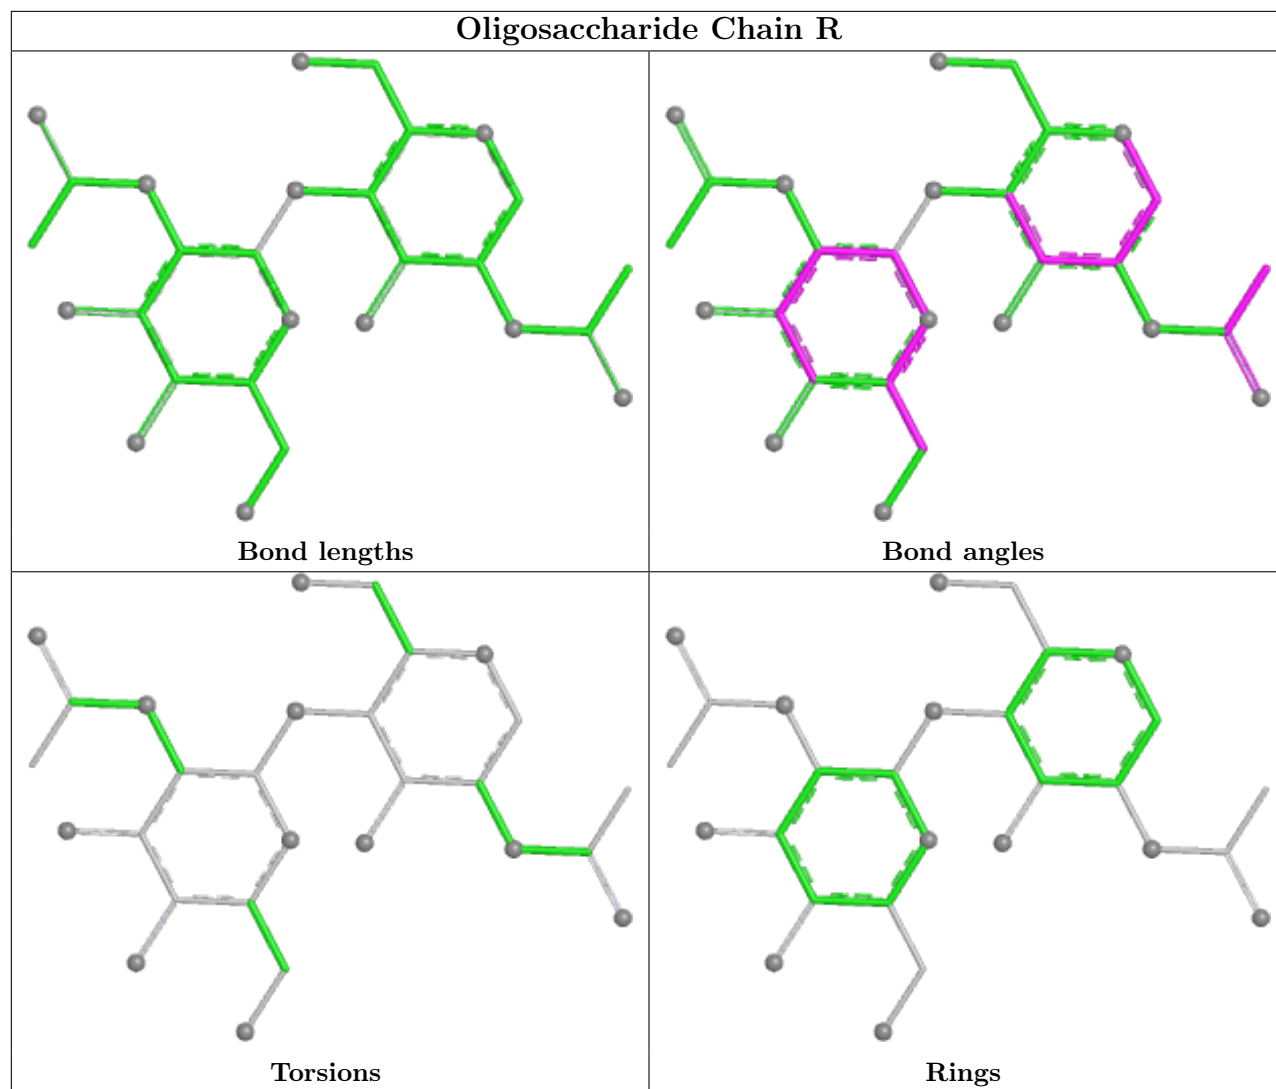 Oligosaccharide Chain R
Bond lengths
Bond angles
Torsions
Rings